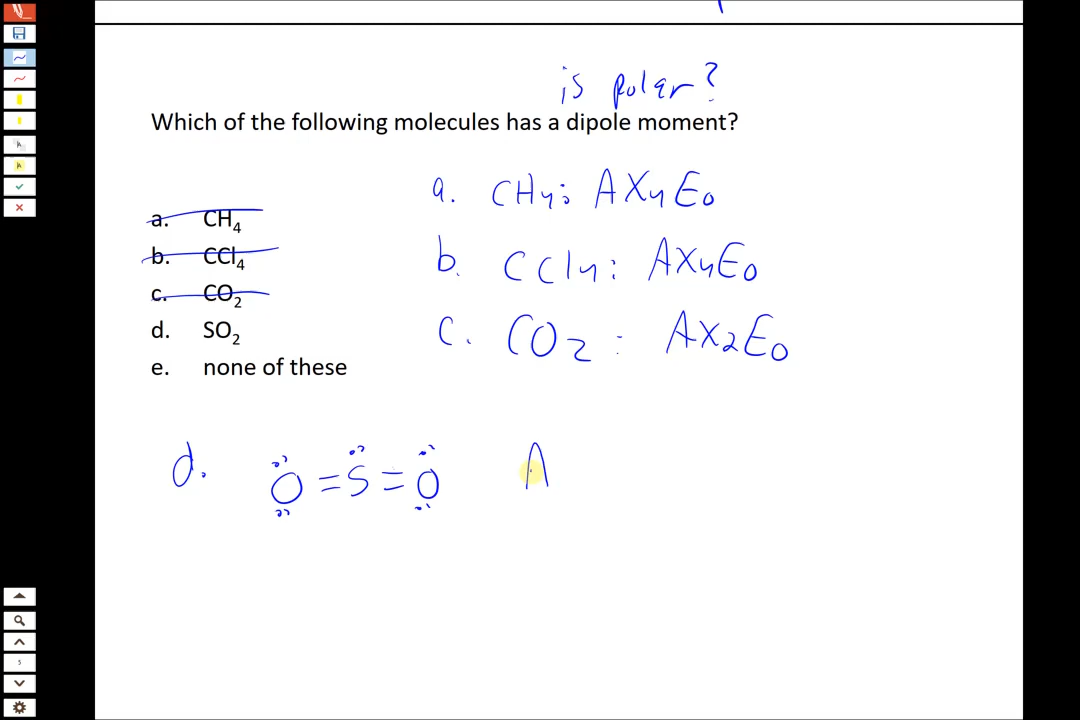 is polar?
Which of the following molecules has a dipole moment?
a. CH₄
b. CCl₄
c. CO₂
d. SO₂
e. none of these
a. CH₄: AX₄E₀
b. CCl₄: AX₄E₀
c. CO₂: AX₂E₀
d. O=S=O A